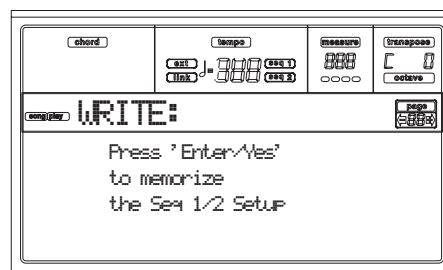 chord tempo measure transpose
ext seq 1
link seq 2
C 0
octave
song play WRITE: page
Press 'Enter/Yes'
to memorize
the Seq 1/2 Setup